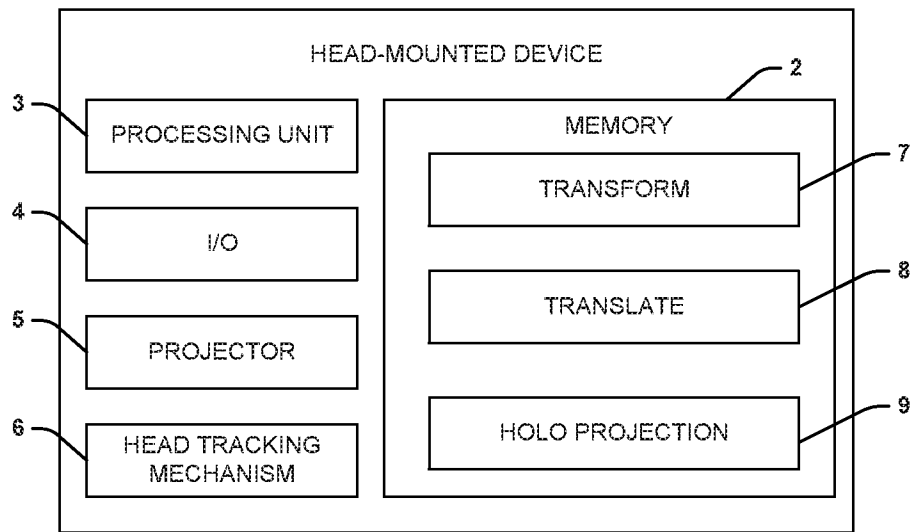 HEAD-MOUNTED DEVICE
2
3
PROCESSING UNIT
MEMORY
7
TRANSFORM
4
I/O
8
TRANSLATE
5
PROJECTOR
9
HOLO PROJECTION
6
HEAD TRACKING
MECHANISM